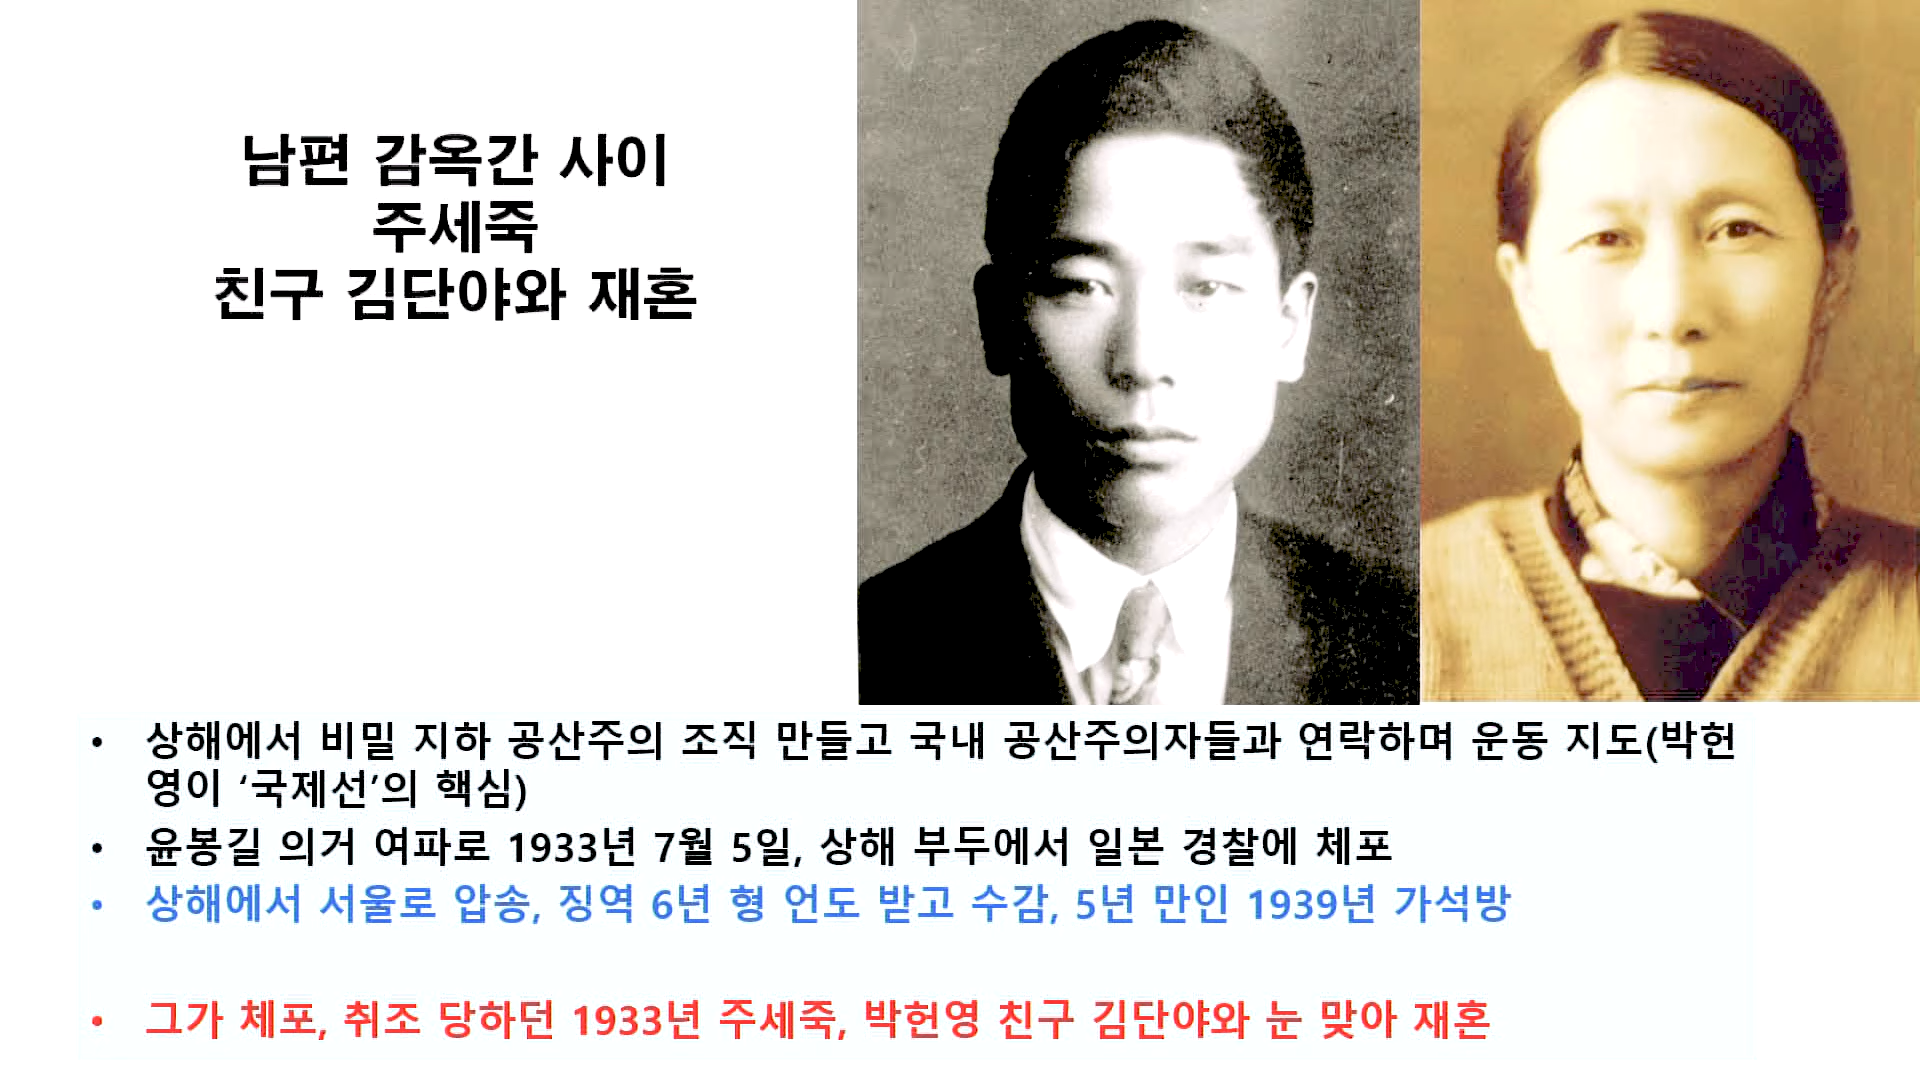 남편 감옥간 사이
주세죽
친구 김단야와 재혼
• 상해에서 비밀 지하 공산주의 조직 만들고 국내 공산주의자들과 연락하며 운동 지도(박헌
영이 ‘국제선’의 핵심)
• 윤봉길 의거 여파로 1933년 7월 5일, 상해 부두에서 일본 경찰에 체포
• 상해에서 서울로 압송, 징역 6년 형 언도 받고 수감, 5년 만인 1939년 가석방
• 그가 체포, 취조 당하던 1933년 주세죽, 박헌영 친구 김단야와 눈 맞아 재혼